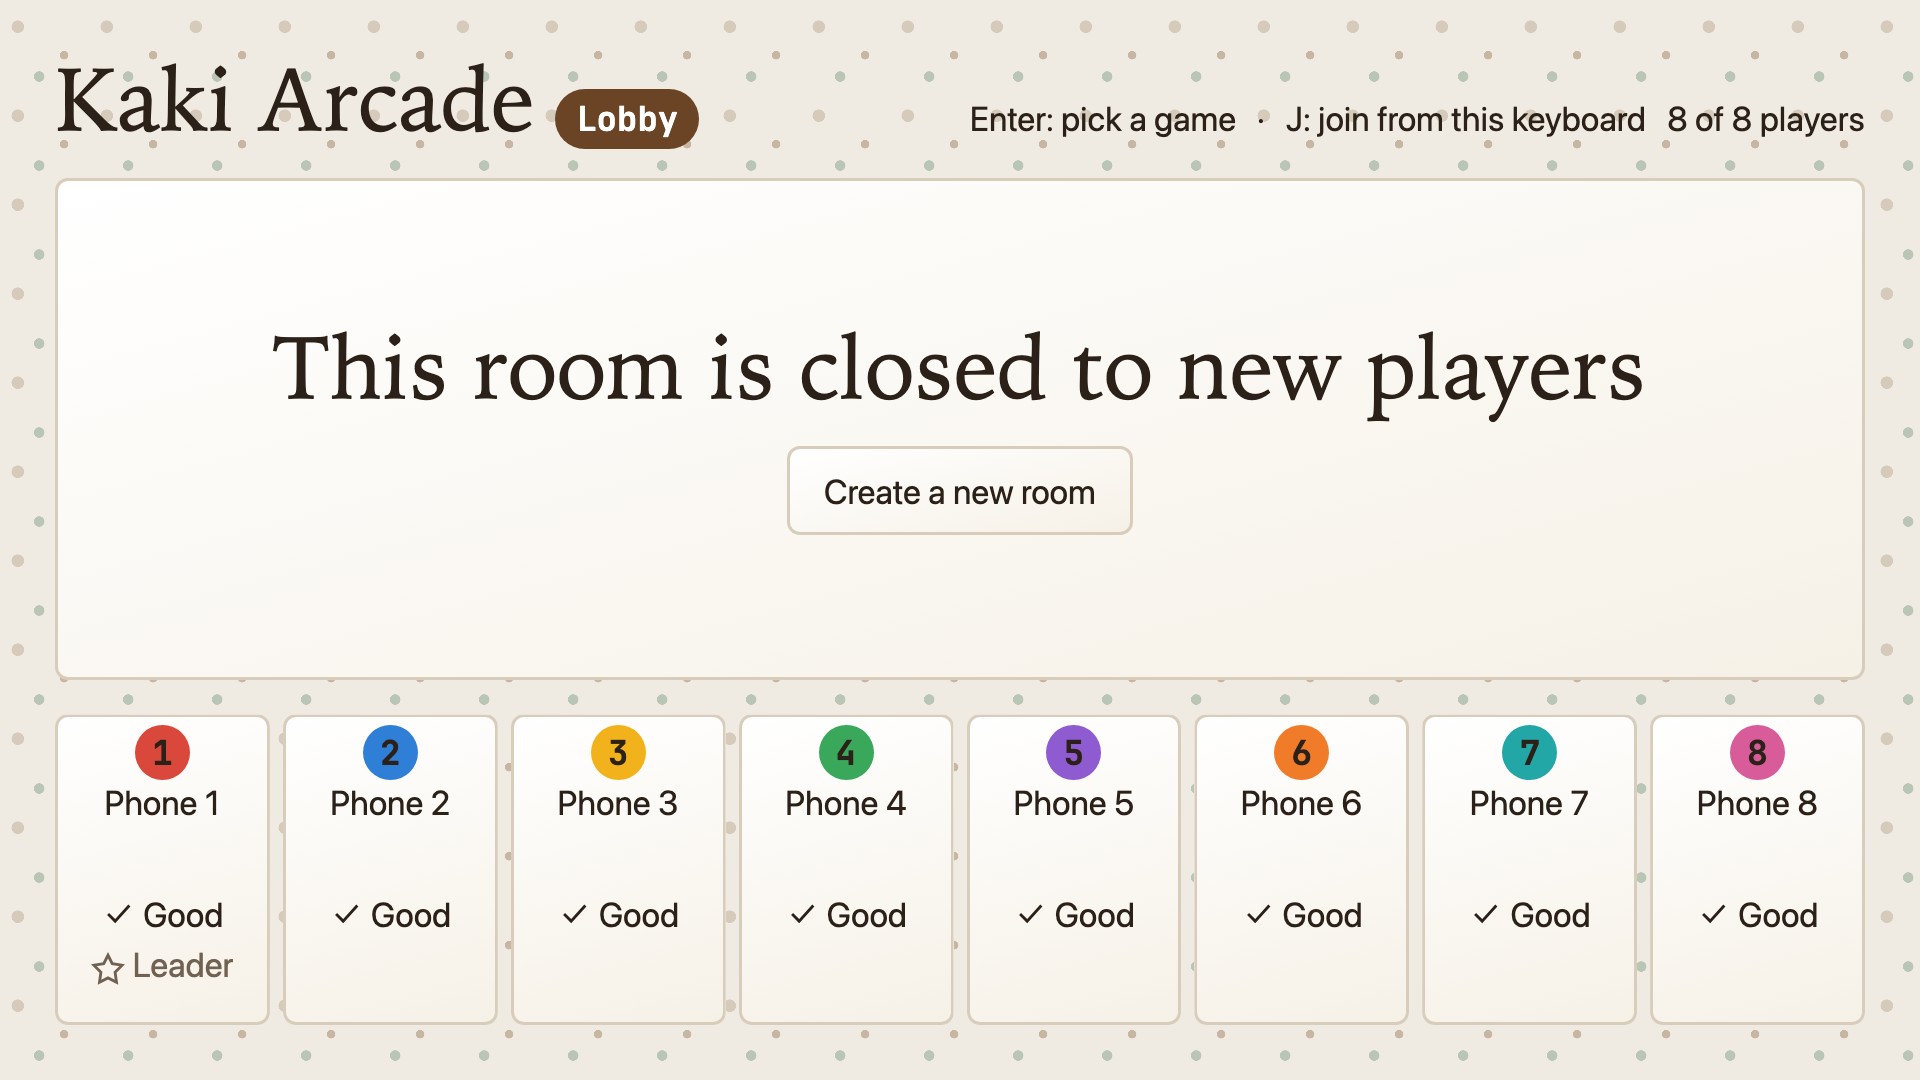 Kaki Arcade
Lobby
Enter: pick a game · J: join from this keyboard 8 of 8 players
This room is closed to new players
Create a new room
1
Phone 1
Good
Leader
2
Phone 2
Good
3
Phone 3
Good
4
Phone 4
Good
5
Phone 5
Good
6
Phone 6
Good
7
Phone 7
Good
8
Phone 8
Good